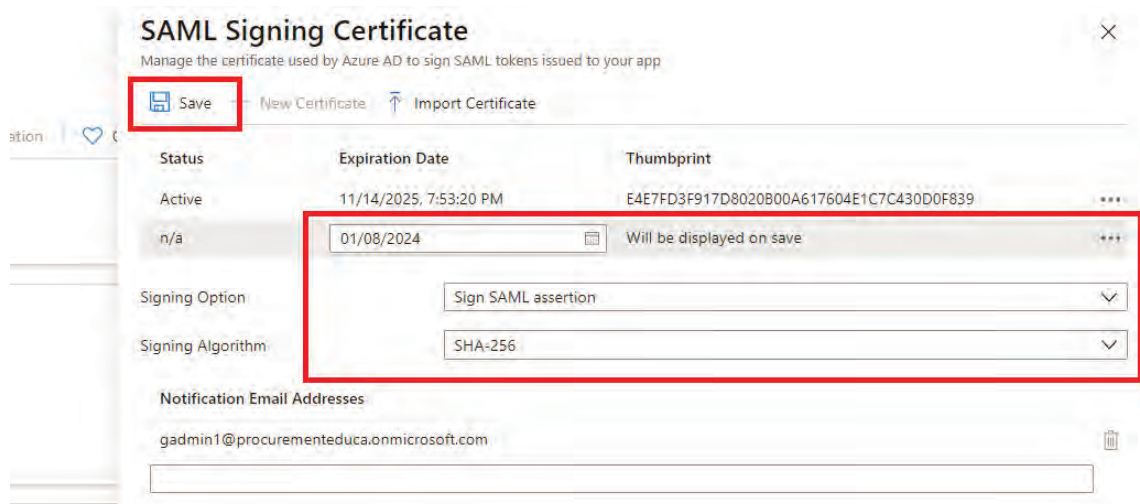 SAML Signing Certificate
Manage the certificate used by Azure AD to sign SAML tokens issued to your app
Save New Certificate Import Certificate
ation
Status Expiration Date Thumbprint
Active 11/14/2025, 7:53:20 PM E4E7FD3F917D8020B00A617604E1C7C430D0F839
n/a 01/08/2024 Will be displayed on save
Signing Option Sign SAML assertion
Signing Algorithm SHA-256
Notification Email Addresses
gadmin1@procurementeduca.onmicrosoft.com